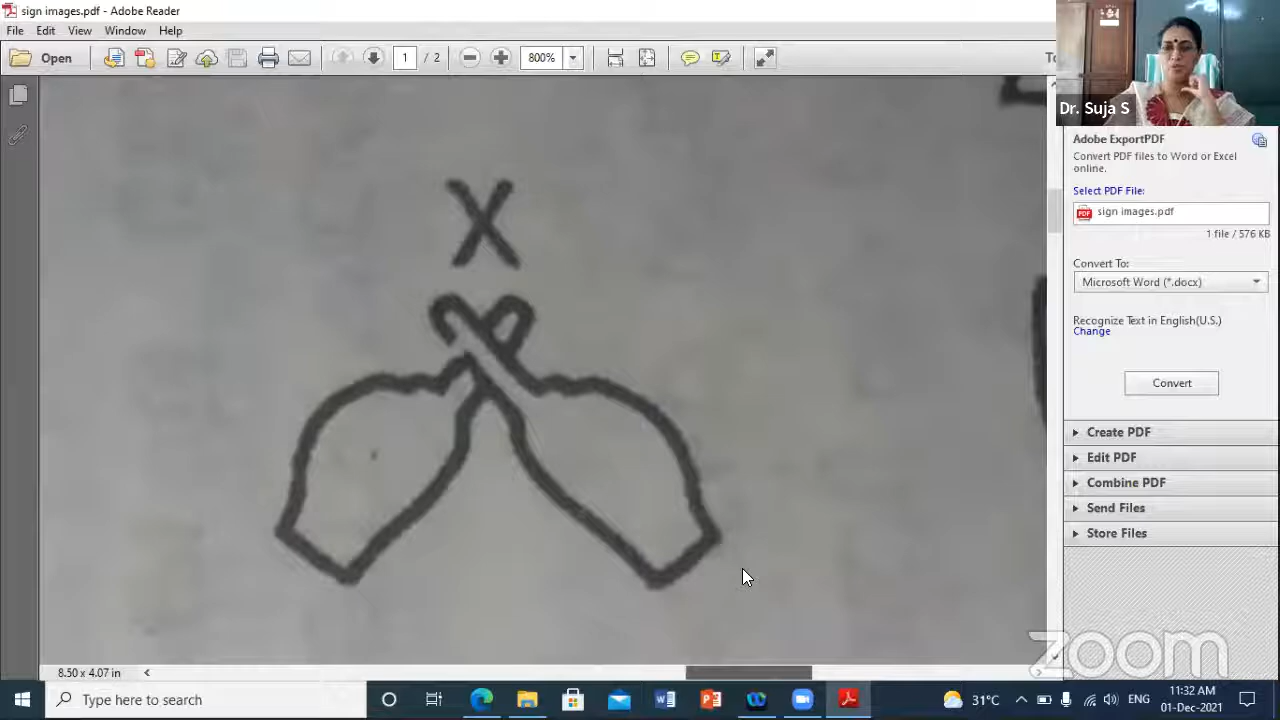 sign images.pdf - Adobe Reader
File Edit View Window Help
Open
1 / 2
800%
To
Dr. Suja S
X
Adobe ExportPDF
Convert PDF files to Word or Excel
online.
Select PDF File:
sign images.pdf
1 file / 576 KB
Convert To:
Microsoft Word (*.docx)
Recognize Text in English(U.S.)
Change
Convert
Create PDF
Edit PDF
Combine PDF
Send Files
Store Files
zoom
8.50 x 4.07 in
Type here to search
31°C
ENG
11:32 AM
01-Dec-2021